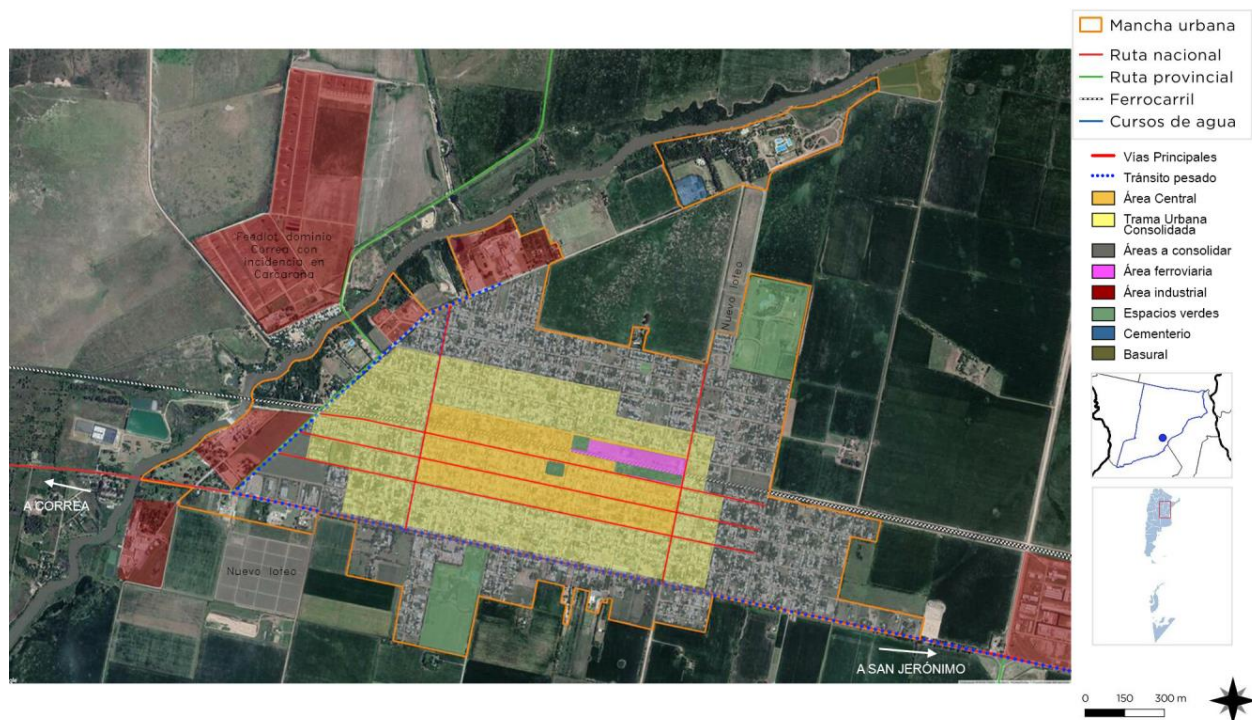 Mancha urbana
Ruta nacional
Ruta provincial
Ferrocarril
Cursos de agua
Vías Principales
Tránsito pesado
Área Central
Trama Urbana
Consolidada
Áreas a consolidar
Área ferroviaria
Área industrial
Espacios verdes
Cementerio
Basural
Feadlot dominio
Correa con
incidencia en
Carcaraña
Nuevo loteo
A CORREA
Nuevo loteo
A SAN JERÓNIMO
0 150 300 m